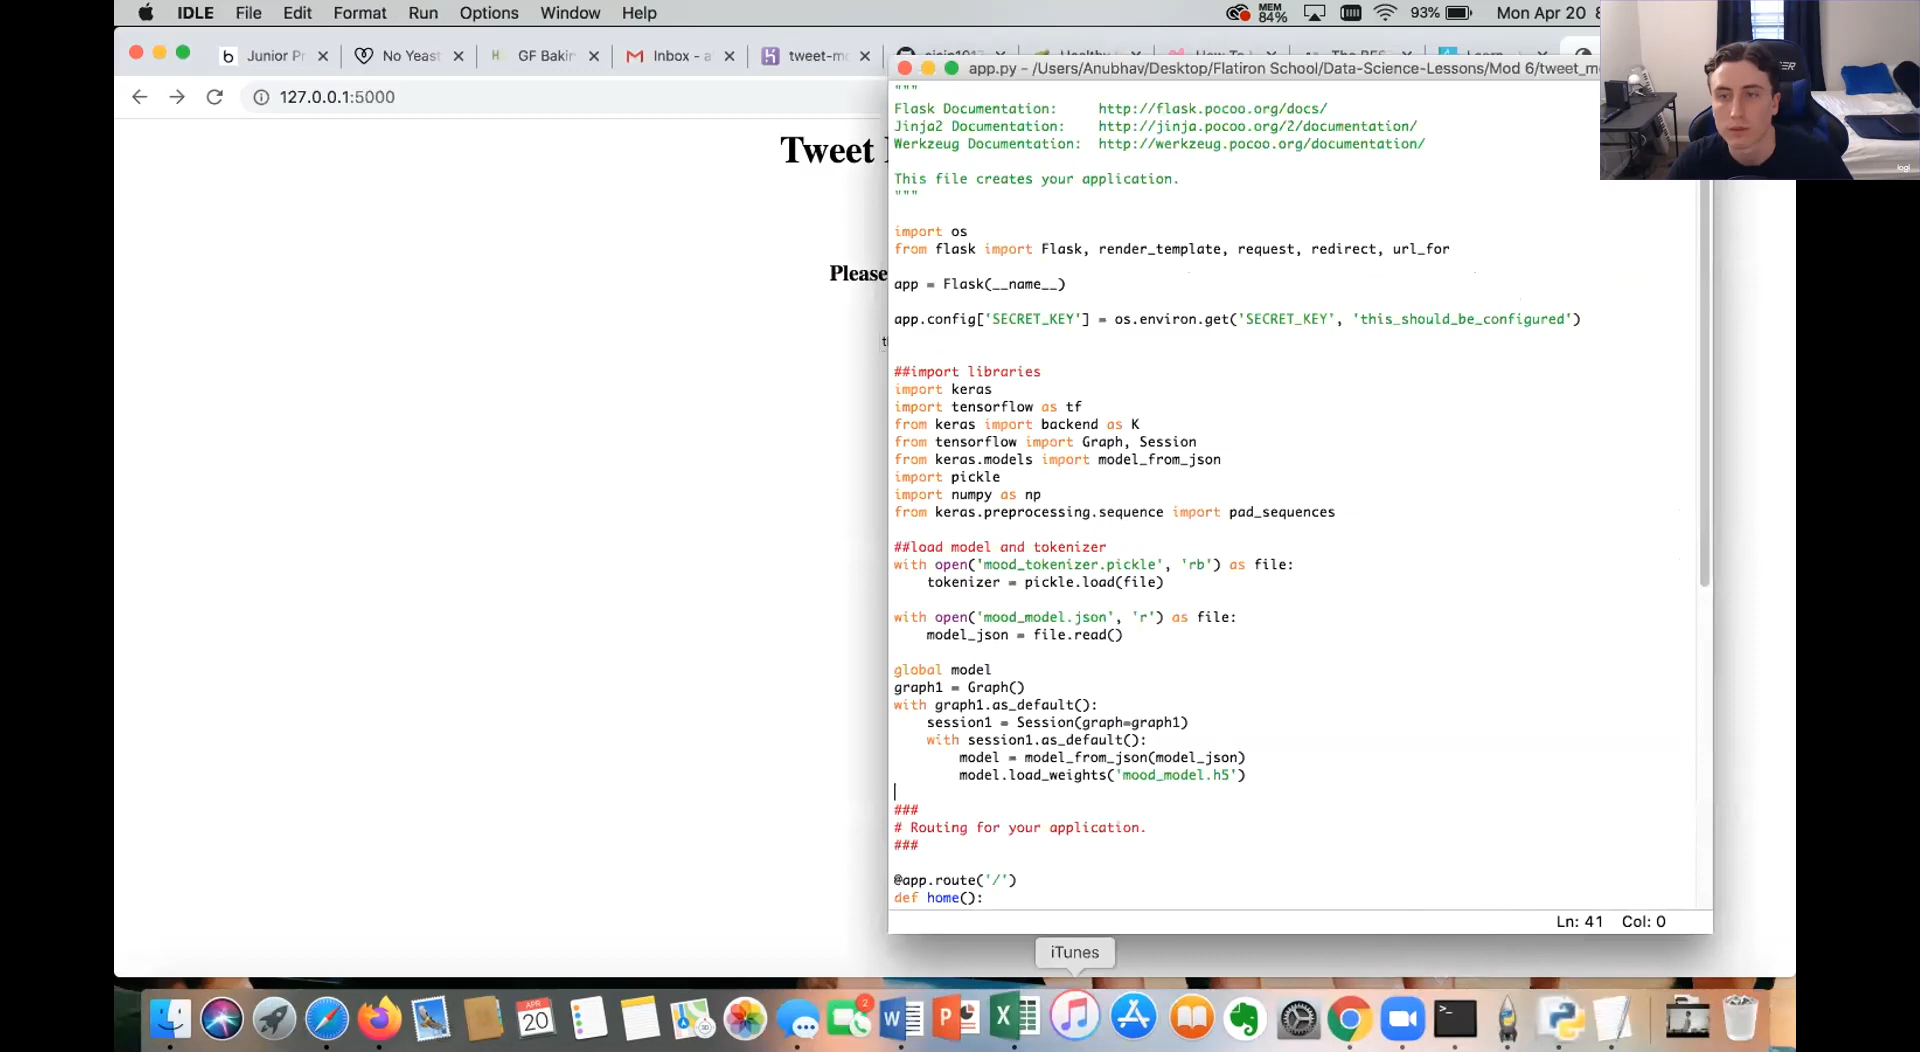 IDLE File Edit Format Run Options Window Help
MEM 84% 93% Mon Apr 20
Junior Pr
No Yeast
GF Bakin
Inbox - a
tweet-mo
127.0.0.1:5000
Tweet
Please
app.py - /Users/Anubhav/Desktop/Flatiron School/Data-Science-Lessons/Mod 6/tweet_m
"""
Flask Documentation: http://flask.pocoo.org/docs/
Jinja2 Documentation: http://jinja.pocoo.org/2/documentation/
Werkzeug Documentation: http://werkzeug.pocoo.org/documentation/
This file creates your application.
"""
import os
from flask import Flask, render_template, request, redirect, url_for
app = Flask(__name__)
app.config['SECRET_KEY'] = os.environ.get('SECRET_KEY', 'this_should_be_configured')
##import libraries
import keras
import tensorflow as tf
from keras import backend as K
from tensorflow import Graph, Session
from keras.models import model_from_json
import pickle
import numpy as np
from keras.preprocessing.sequence import pad_sequences
##load model and tokenizer
with open('mood_tokenizer.pickle', 'rb') as file:
tokenizer = pickle.load(file)
with open('mood_model.json', 'r') as file:
model_json = file.read()
global model
graph1 = Graph()
with graph1.as_default():
session1 = Session(graph=graph1)
with session1.as_default():
model = model_from_json(model_json)
model.load_weights('mood_model.h5')
###
# Routing for your application.
###
@app.route('/')
def home():
Ln: 41 Col: 0
iTunes
APR
20
2
logi